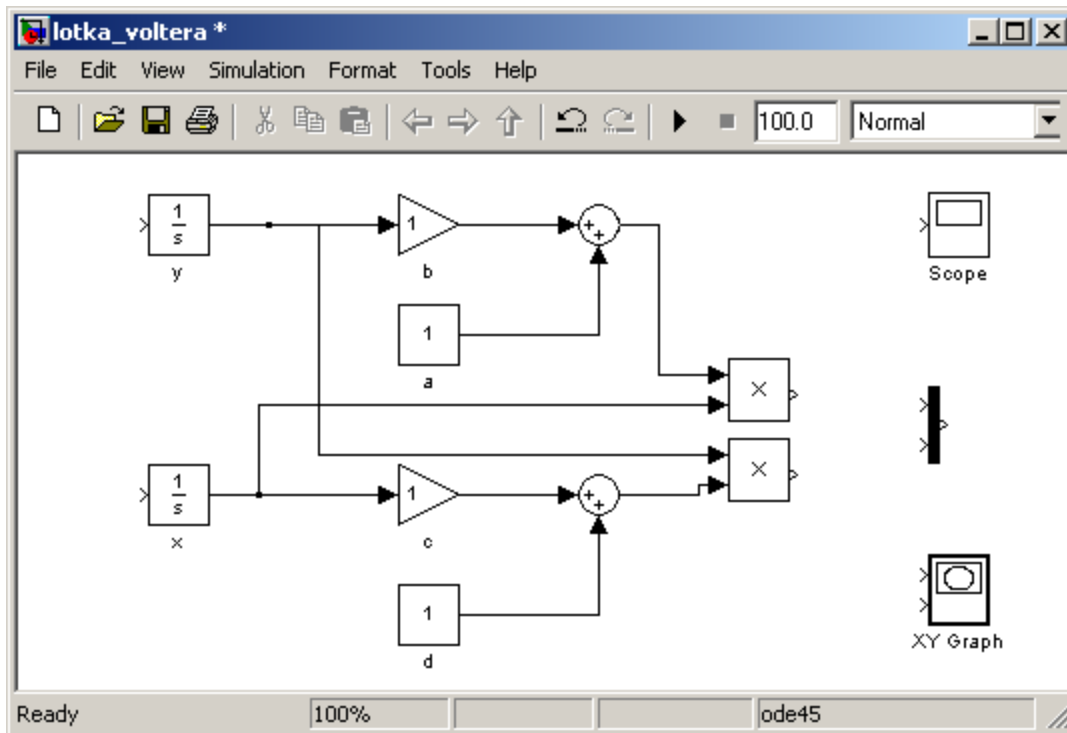 lotka_voltera *
File Edit View Simulation Format Tools Help
100.0 Normal
1
s
y
1
b
1
a
1
s
x
1
c
1
d
Scope
XY Graph
Ready 100% ode45